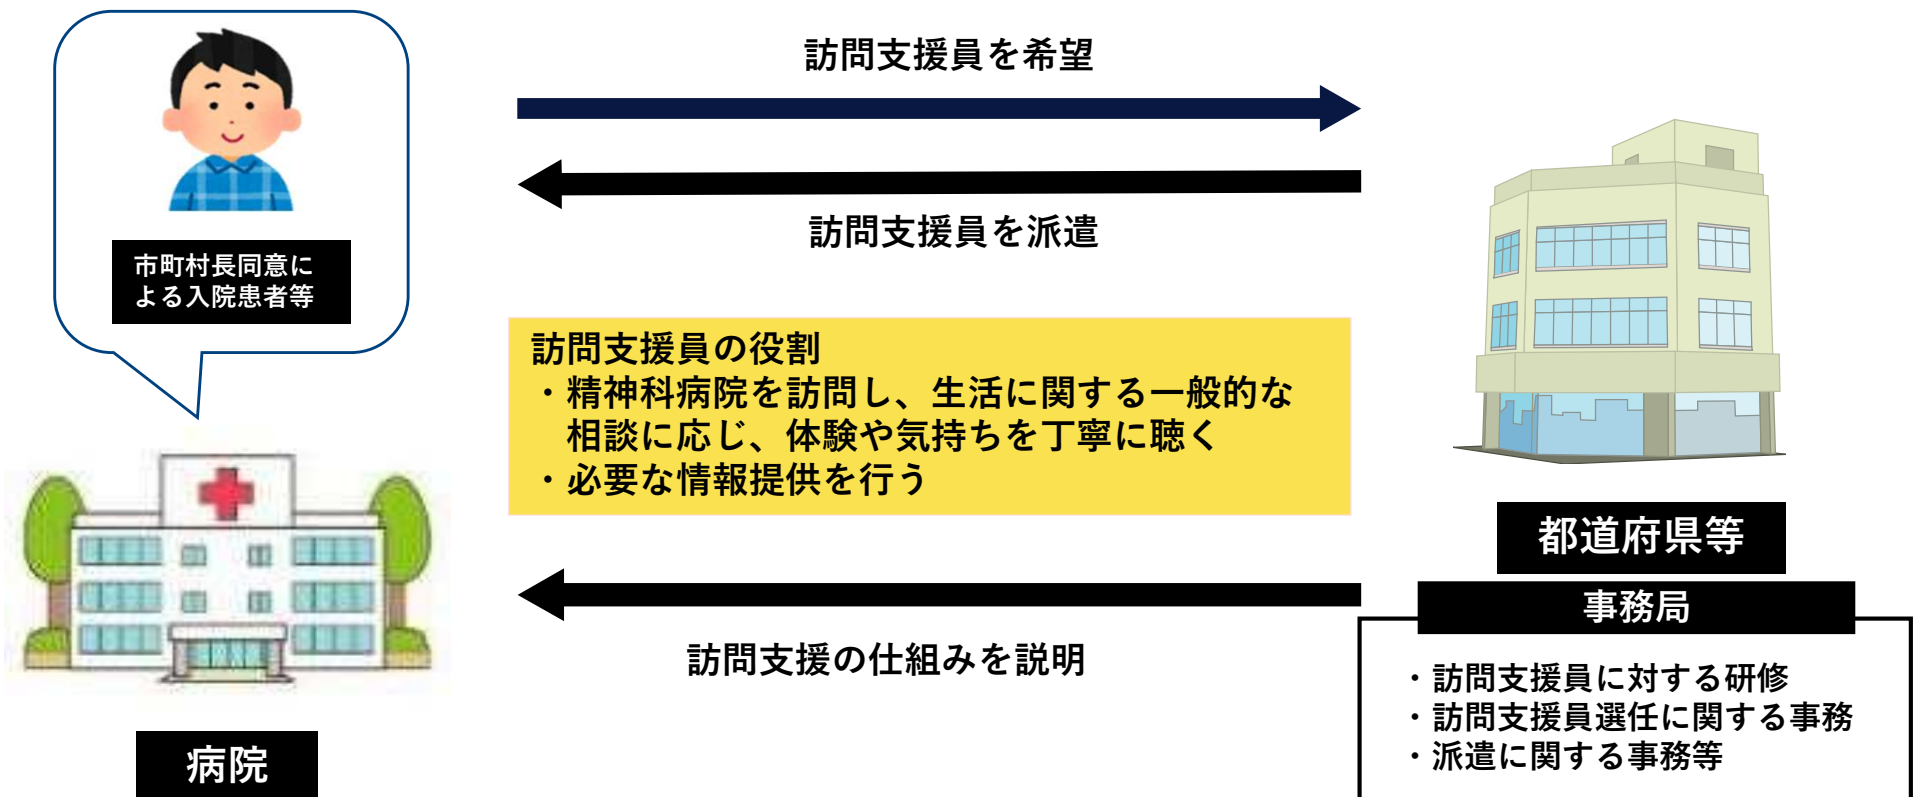 訪問支援員を希望
訪問支援員を派遣
市町村長同意に
よる入院患者等
訪問支援員の役割
・精神科病院を訪問し、生活に関する一般的な
相談に応じ、体験や気持ちを丁寧に聴く
・必要な情報提供を行う
都道府県等
事務局
訪問支援の仕組みを説明
・訪問支援員に対する研修
・訪問支援員選任に関する事務
・派遣に関する事務等
病院